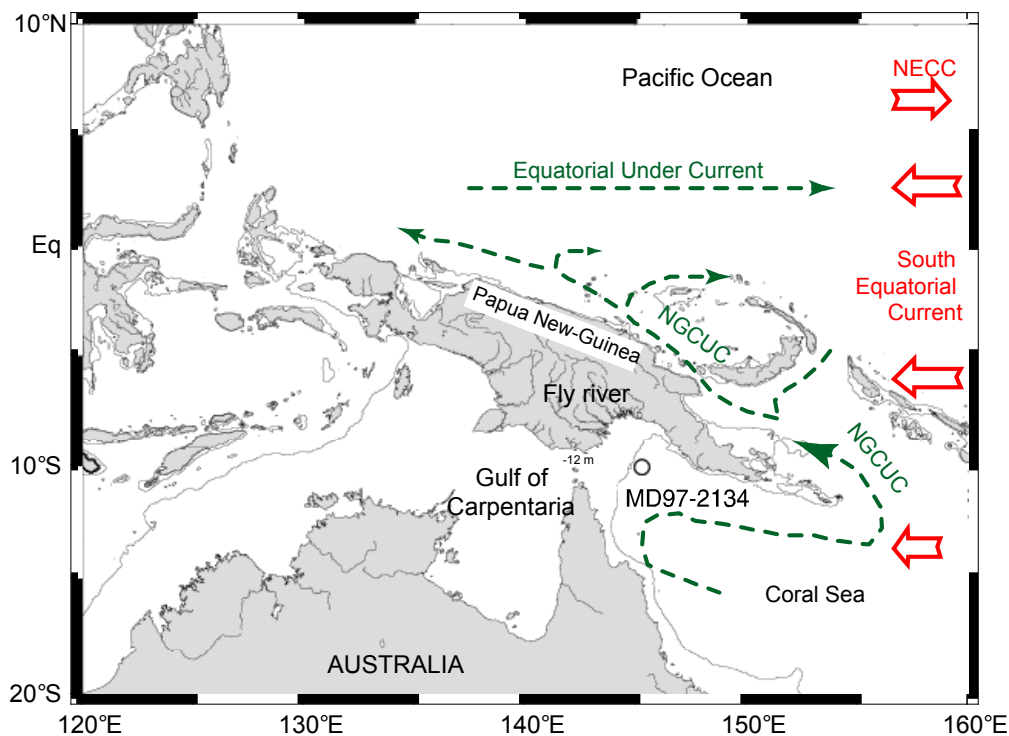 10°N
Pacific Ocean
NECC
Equatorial Under Current
Eq
South
Equatorial
Current
Papua New-Guinea
NGCUC
Fly river
NGCUC
10°S
-12 m
Gulf of
Carpentaria
MD97-2134
Coral Sea
AUSTRALIA
20°S
120°E
130°E
140°E
150°E
160°E